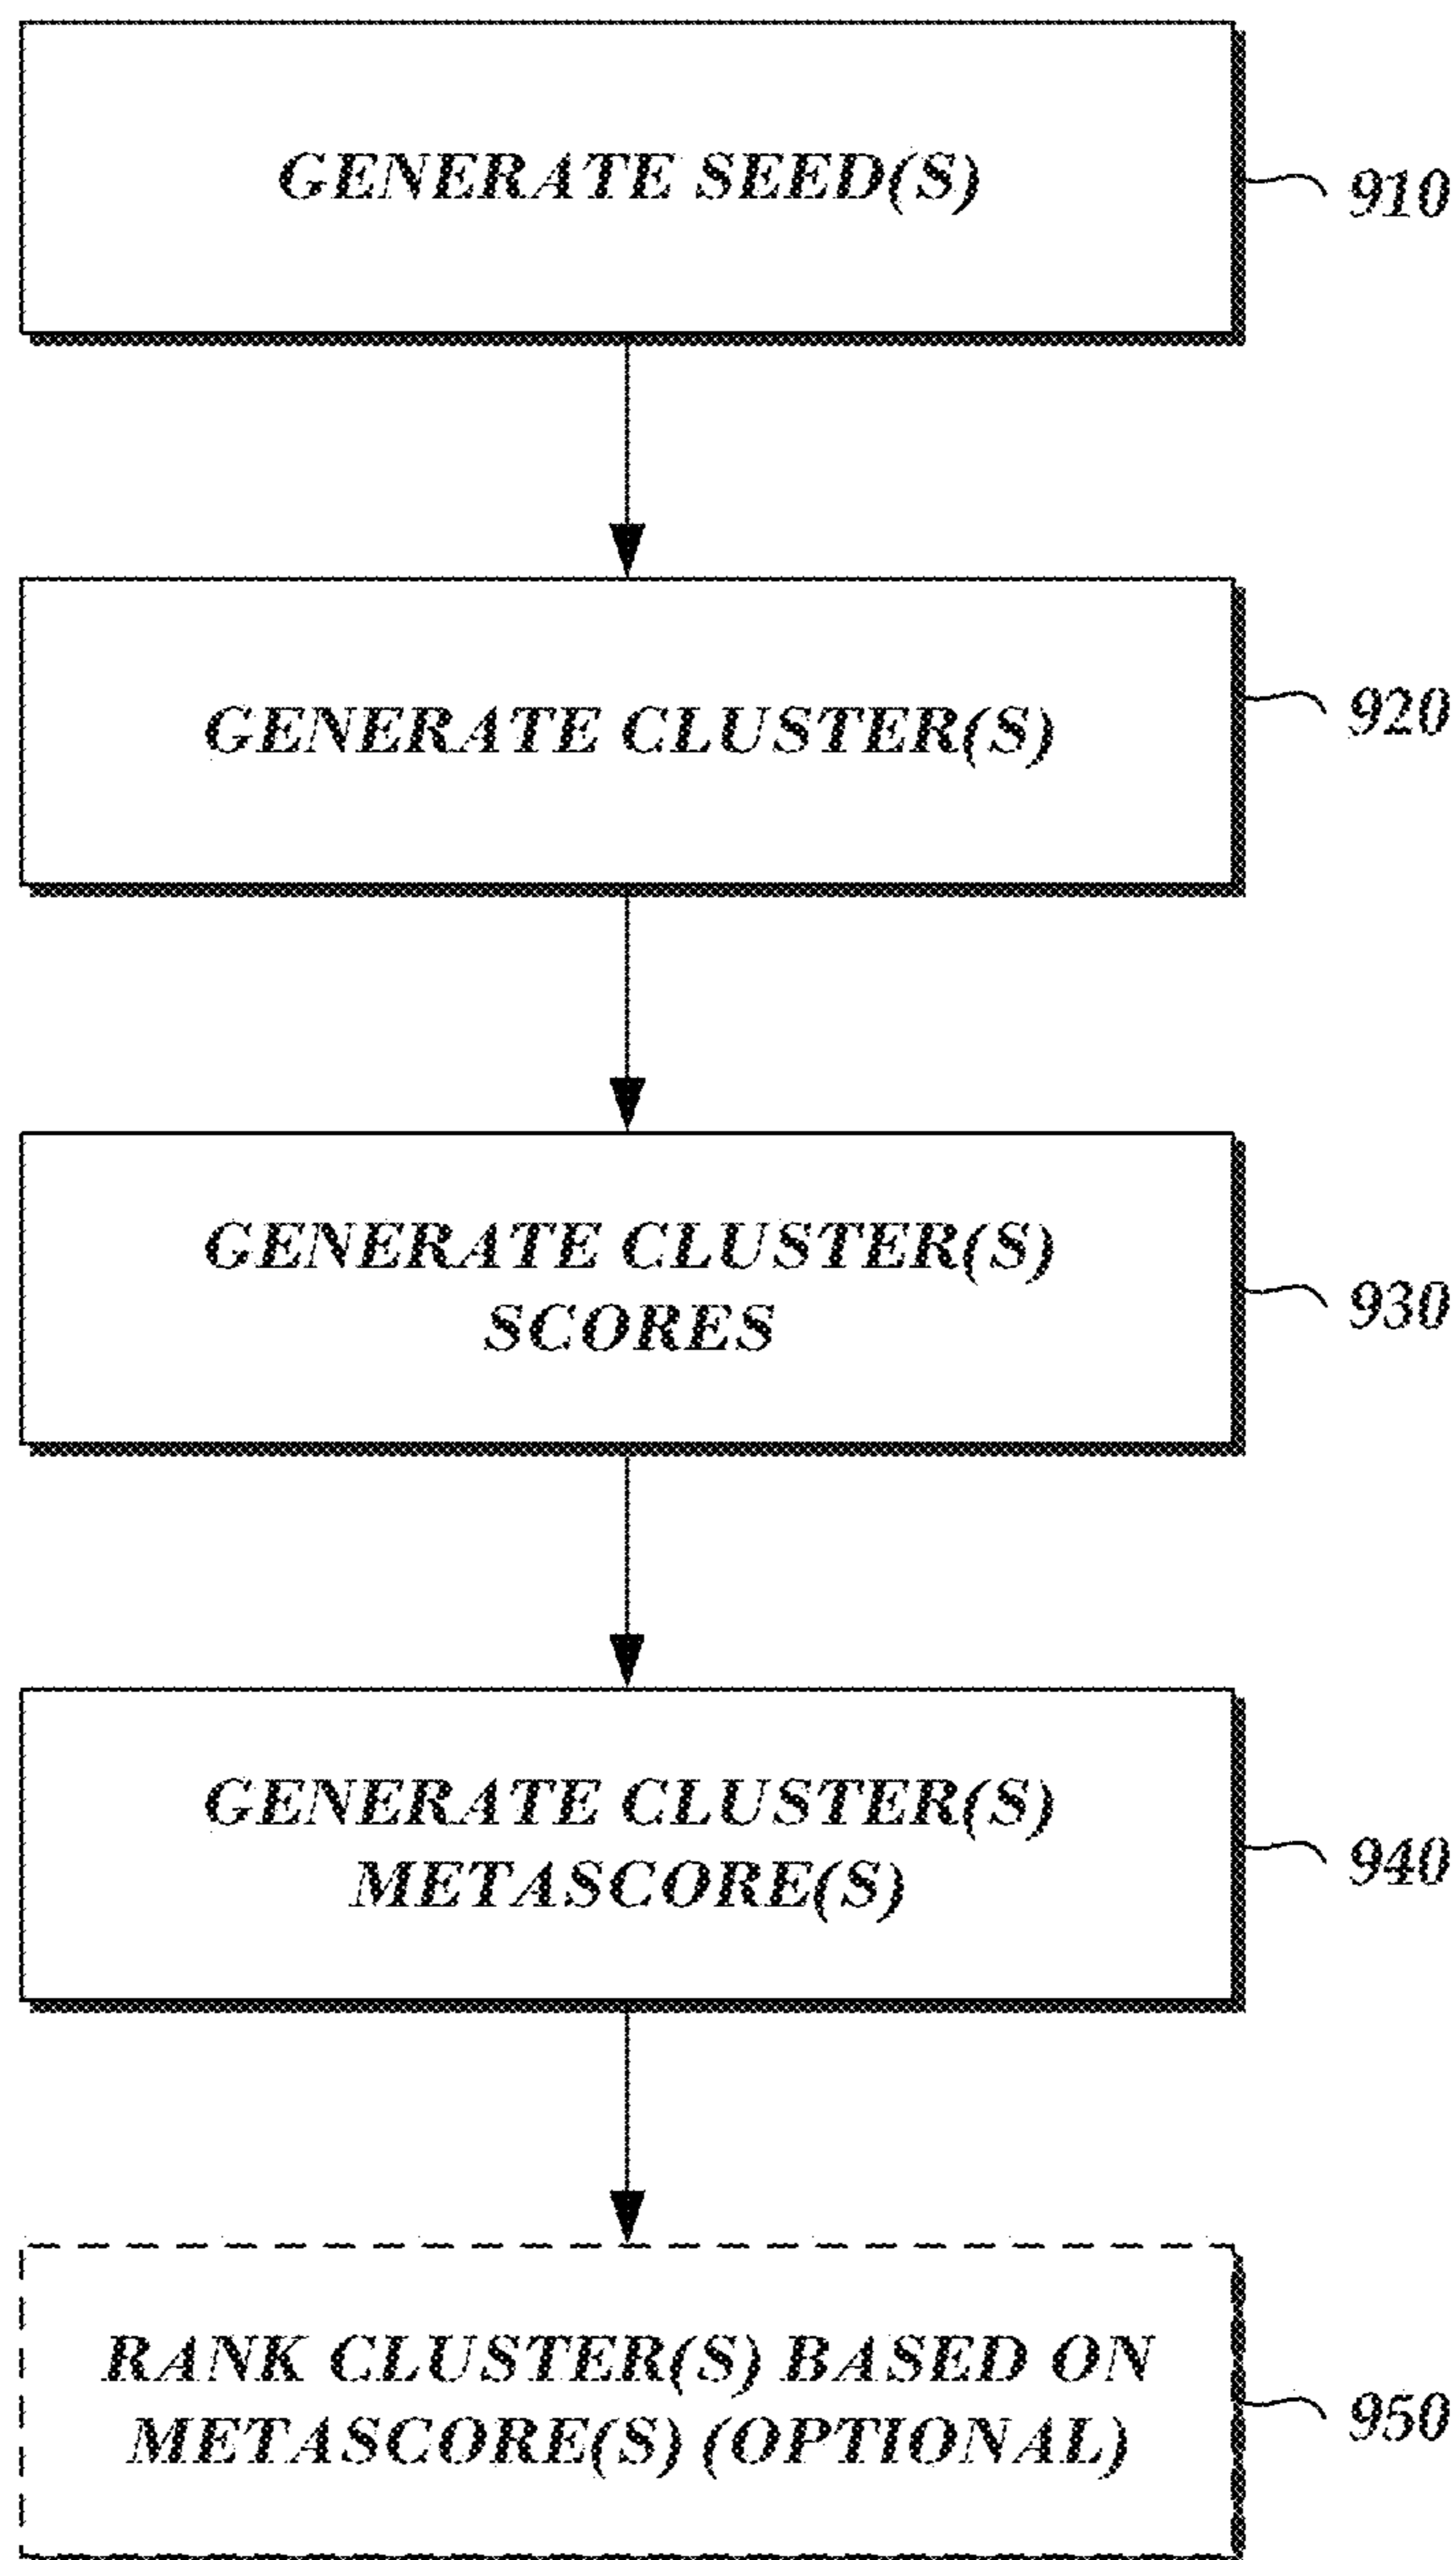 GENERATE SEED(S)
910
GENERATE CLUSTER(S)
920
GENERATE CLUSTER(S)
SCORES
930
GENERATE CLUSTER(S)
METASCORE(S)
940
RANK CLUSTER(S) BASED ON
METASCORE(S) (OPTIONAL)
950